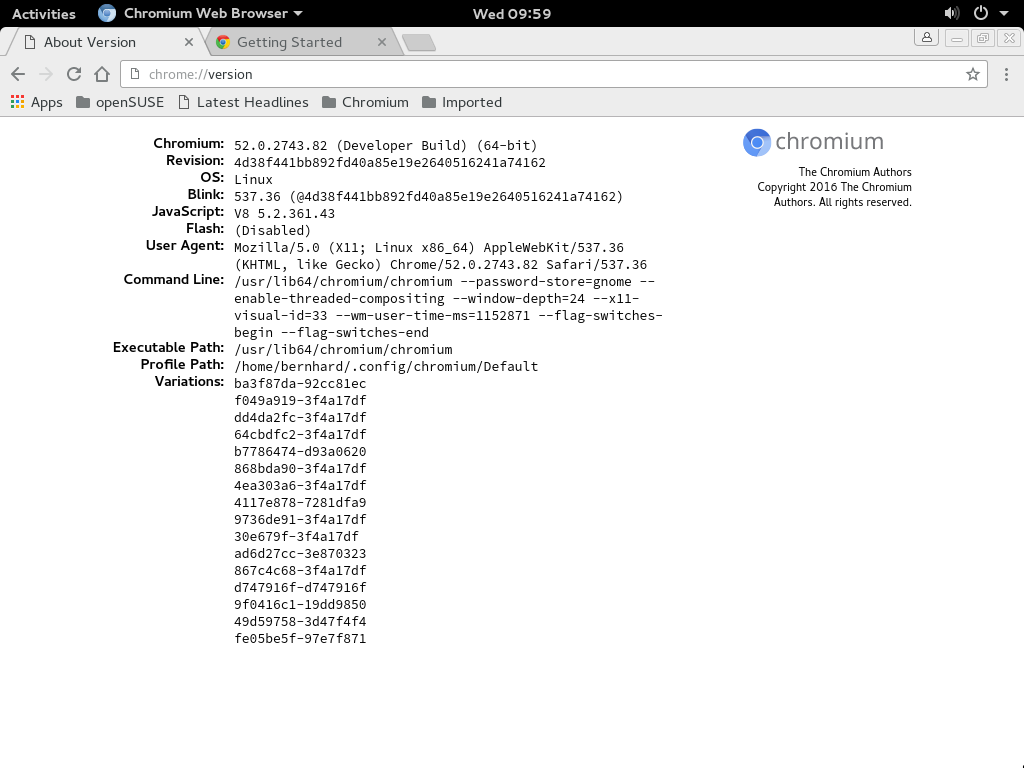 Activities Chromium Web Browser Wed 09:59
About Version Getting Started
chrome://version
Apps openSUSE Latest Headlines Chromium Imported
chromium
The Chromium Authors
Copyright 2016 The Chromium
Authors. All rights reserved.
Chromium: 52.0.2743.82 (Developer Build) (64-bit)
Revision: 4d38f441bb892fd40a85e19e2640516241a74162
OS: Linux
Blink: 537.36 (@4d38f441bb892fd40a85e19e2640516241a74162)
JavaScript: V8 5.2.361.43
Flash: (Disabled)
User Agent: Mozilla/5.0 (X11; Linux x86_64) AppleWebKit/537.36
(KHTML, like Gecko) Chrome/52.0.2743.82 Safari/537.36
Command Line: /usr/lib64/chromium/chromium --password-store=gnome --
enable-threaded-compositing --window-depth=24 --x11-
visual-id=33 --wm-user-time-ms=1152871 --flag-switches-
begin --flag-switches-end
Executable Path: /usr/lib64/chromium/chromium
Profile Path: /home/bernhard/.config/chromium/Default
Variations: ba3f87da-92cc81ec
f049a919-3f4a17df
dd4da2fc-3f4a17df
64cbdfc2-3f4a17df
b7786474-d93a0620
868bda90-3f4a17df
4ea303a6-3f4a17df
4117e878-7281dfa9
9736de91-3f4a17df
30e679f-3f4a17df
ad6d27cc-3e870323
867c4c68-3f4a17df
d747916f-d747916f
9f0416c1-19dd9850
49d59758-3d47f4f4
fe05be5f-97e7f871